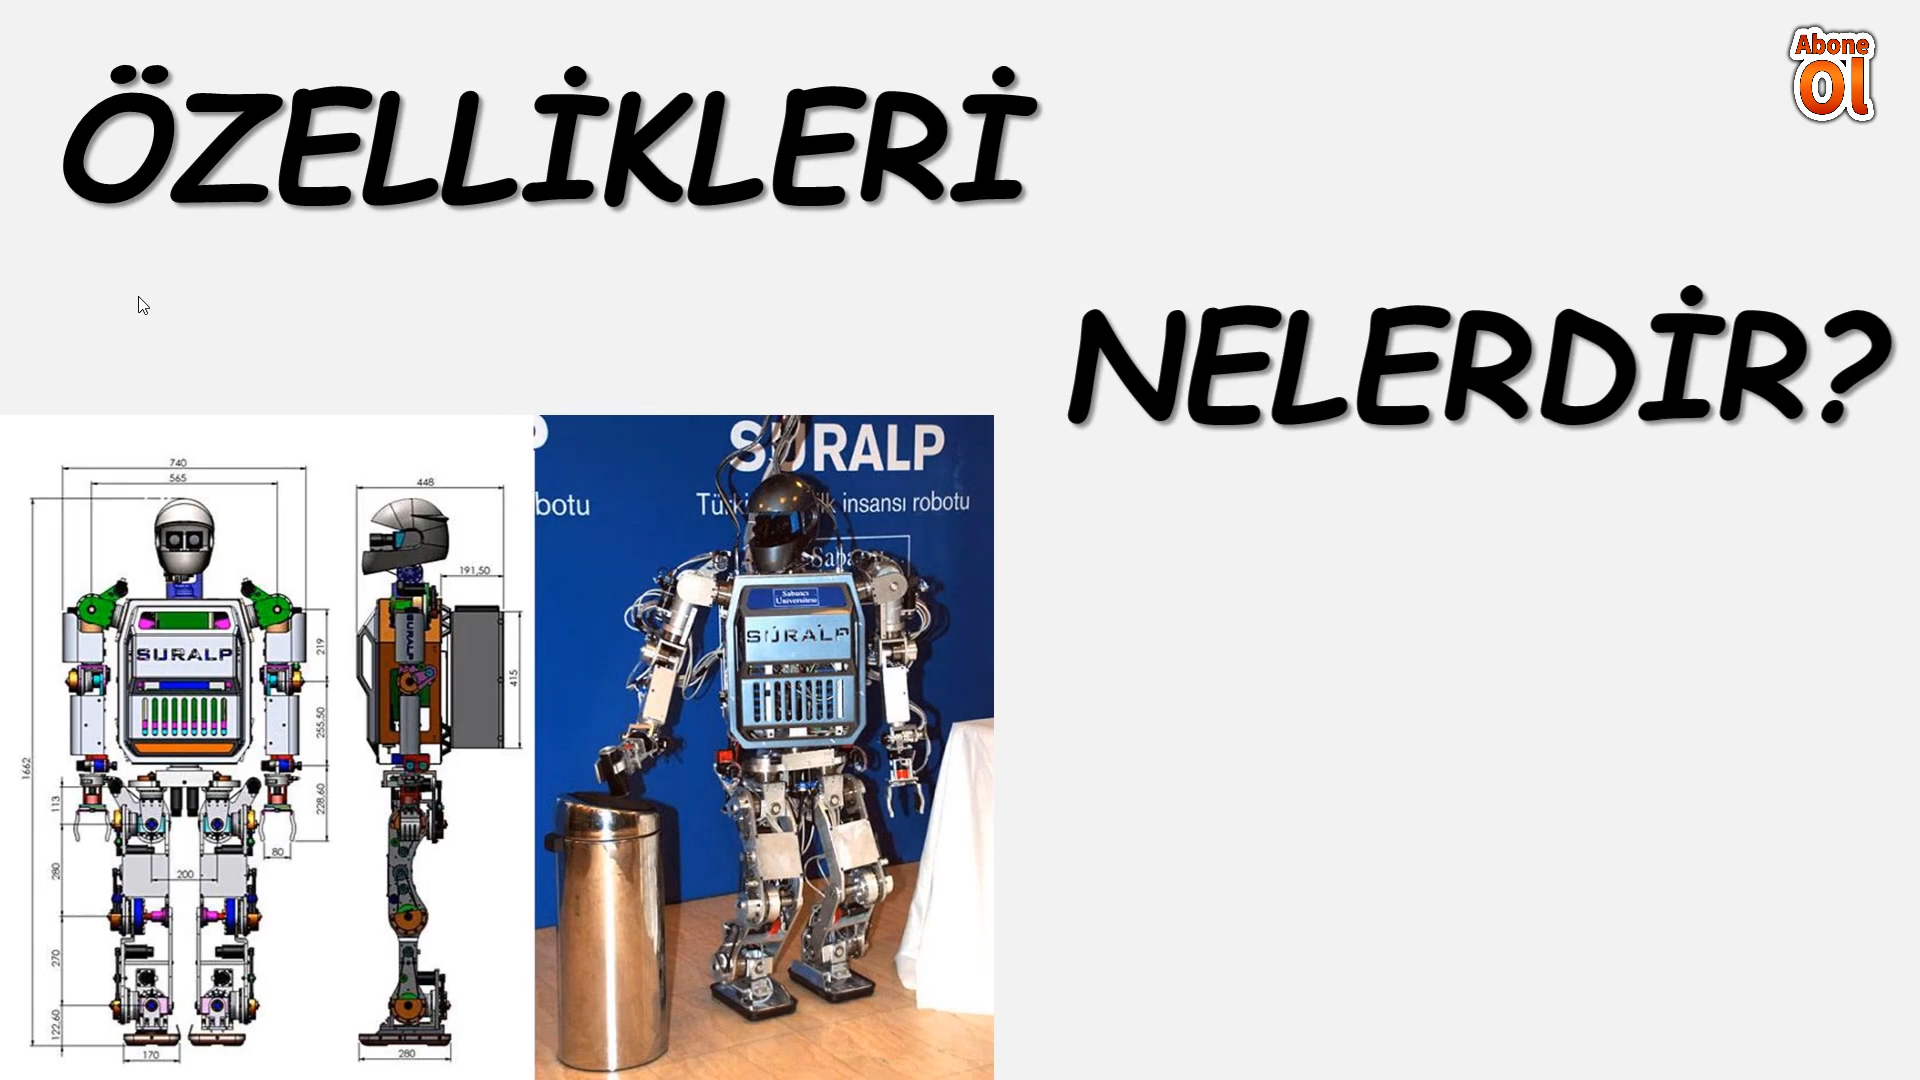 ÖZELLİKLERİ
Abone
Ol
NELERDİR?
740
565
448
191,50
219
415
SURALP
SURALP
255,50
1662
228,60
113
80
280
200
270
122,60
170
280
SURALP
botu
insansı robotu
Sabancı
Üniversitesi
SURALP